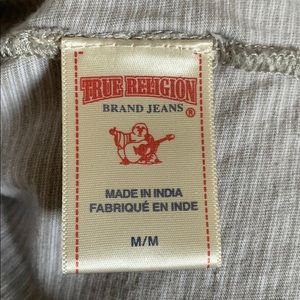 TRUE RELIGION
BRAND JEANS®
MADE IN INDIA
FABRIQUÉ EN INDE
M/M